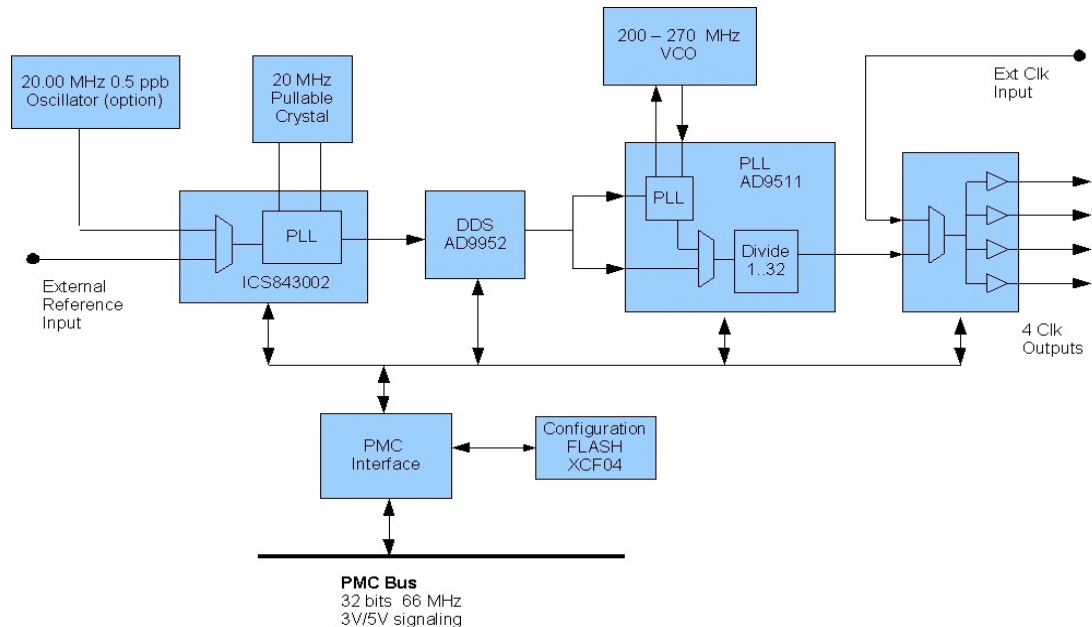 200 – 270 MHz
VCO
20.00 MHz 0.5 ppb
Oscillator (option)
20 MHz
Pullable
Crystal
Ext Clk
Input
PLL
AD9511
PLL
DDS
AD9952
PLL
Divide
1..32
ICS843002
External
Reference
Input
4 Clk
Outputs
PMC
Interface
Configuration
FLASH
XCF04
PMC Bus
32 bits 66 MHz
3V/5V signaling